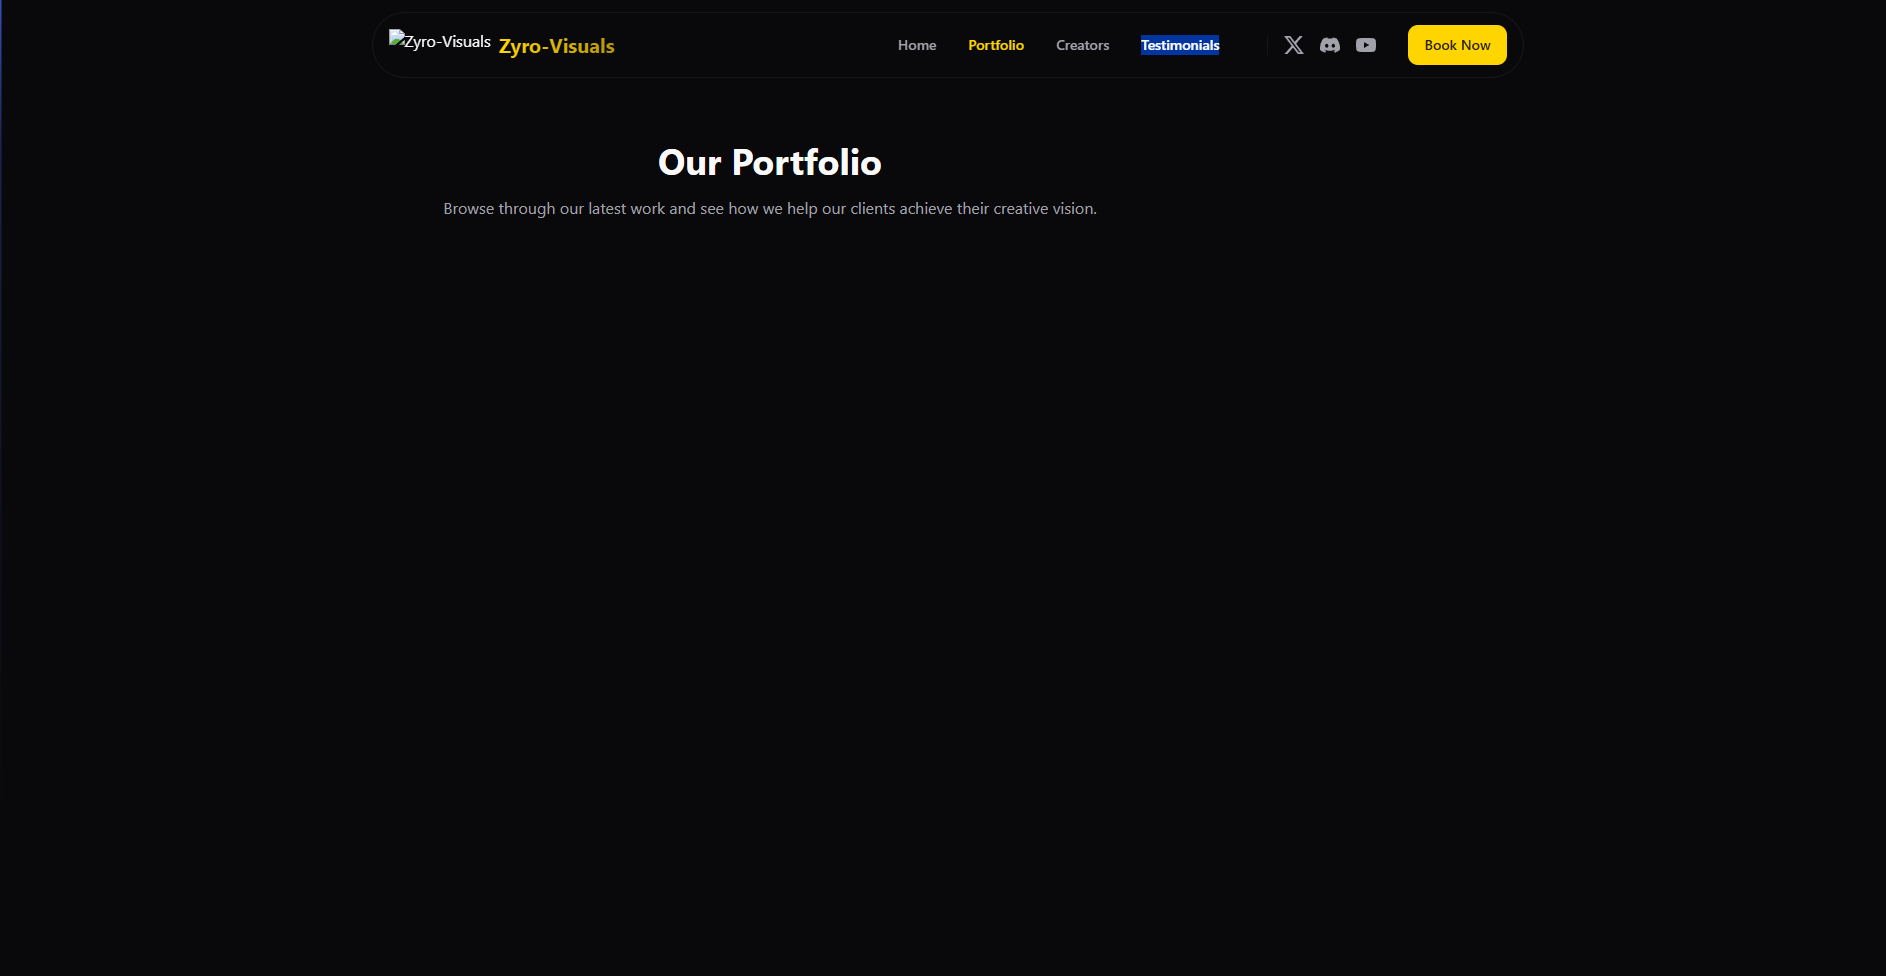 Zyro-Visuals Zyro-Visuals Home Portfolio Creators Testimonials Book Now
Our Portfolio
Browse through our latest work and see how we help our clients achieve their creative vision.